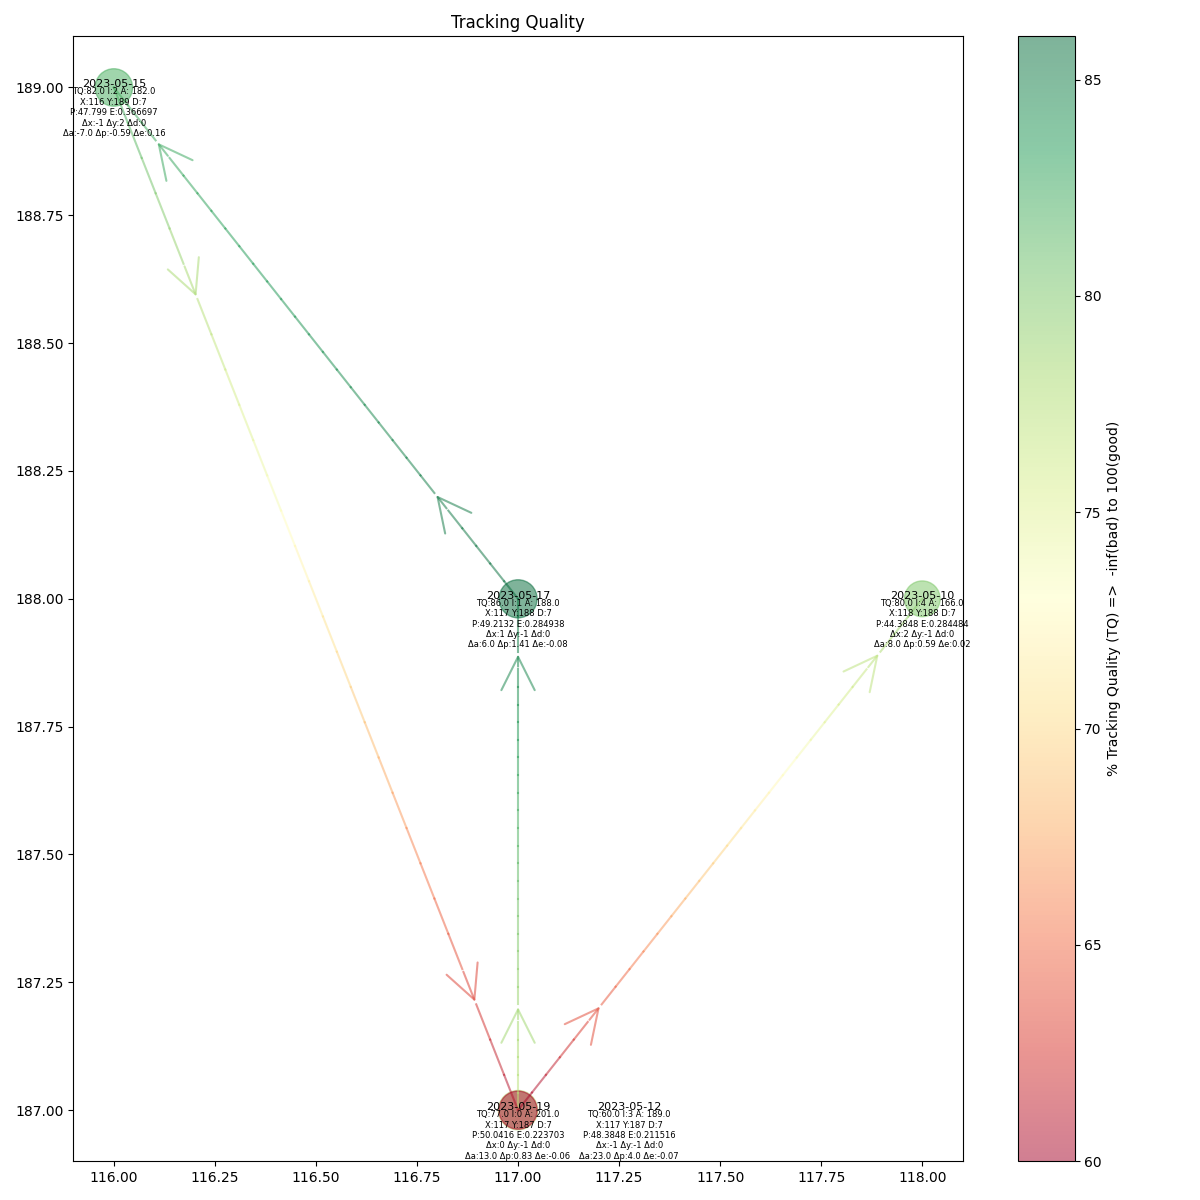 Tracking Quality
189.00
188.75
188.50
188.25
188.00
187.75
187.50
187.25
187.00
116.00
116.25
116.50
116.75
117.00
117.25
117.50
117.75
118.00
2023-05-15
TQ:82.0 I:2 A: 182.0
X:116 Y:189 D:7
P:47.799 E:0.366697
Δx:-1 Δy:2 Δd:0
Δa:-7.0 Δp:-0.59 Δe:0.16
2023-05-17
TQ:86.0 I:1 A: 188.0
X:117 Y:188 D:7
P:49.2132 E:0.284938
Δx:1 Δy:-1 Δd:0
Δa:6.0 Δp:1.41 Δe:-0.08
2023-05-10
TQ:80.0 I:4 A: 166.0
X:118 Y:188 D:7
P:44.3848 E:0.284484
Δx:2 Δy:-1 Δd:0
Δa:8.0 Δp:0.59 Δe:0.02
2023-05-19
TQ:77.0 I:0 A: 201.0
X:117 Y:187 D:7
P:50.0416 E:0.223703
Δx:0 Δy:-1 Δd:0
Δa:13.0 Δp:0.83 Δe:-0.06
2023-05-12
TQ:60.0 I:3 A: 189.0
X:117 Y:187 D:7
P:48.3848 E:0.211516
Δx:-1 Δy:-1 Δd:0
Δa:23.0 Δp:4.0 Δe:-0.07
85
80
75
70
65
60
% Tracking Quality (TQ) =>  -inf(bad) to 100(good)